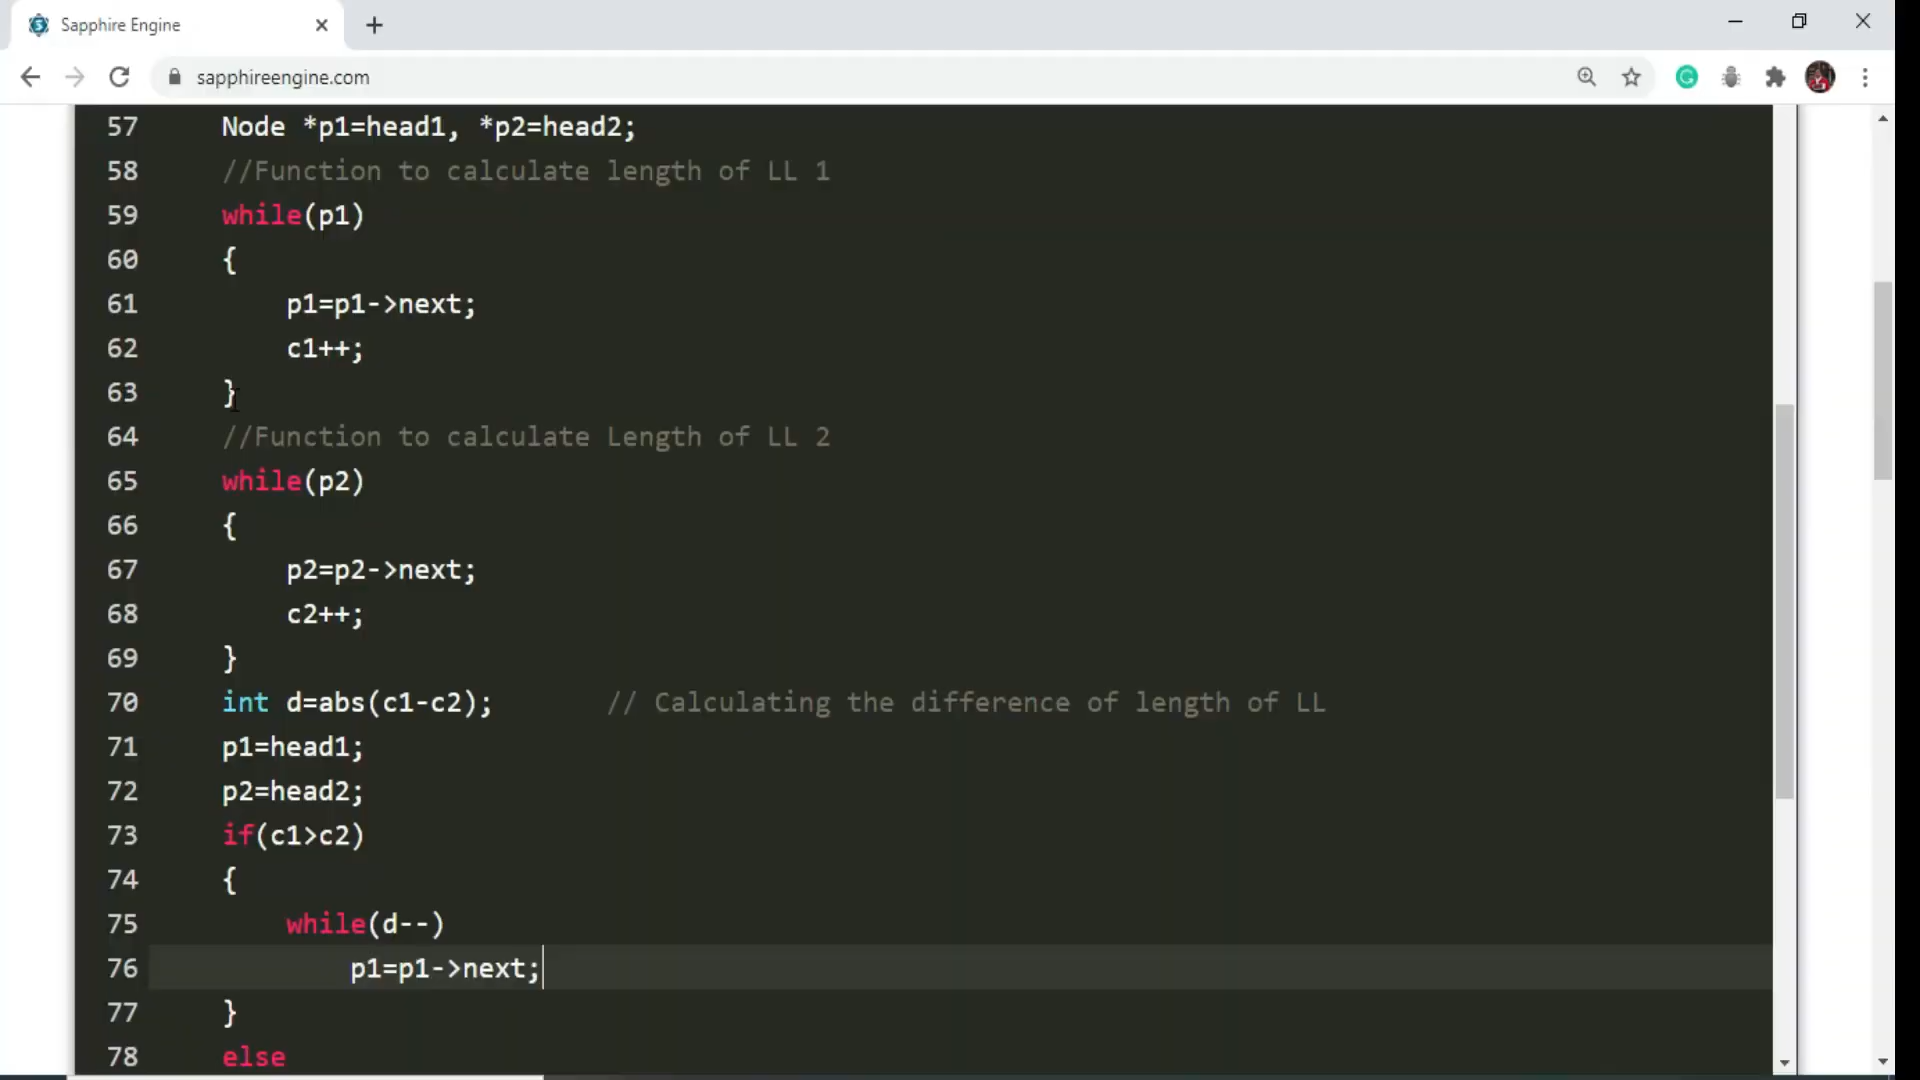 Sapphire Engine
sapphireengine.com
57 Node *p1=head1, *p2=head2;
58 //Function to calculate length of LL 1
59 while(p1)
60 {
61 p1=p1->next;
62 c1++;
63 }
64 //Function to calculate Length of LL 2
65 while(p2)
66 {
67 p2=p2->next;
68 c2++;
69 }
70 int d=abs(c1-c2); // Calculating the difference of length of LL
71 p1=head1;
72 p2=head2;
73 if(c1>c2)
74 {
75 while(d--)
76 p1=p1->next;
77 }
78 else